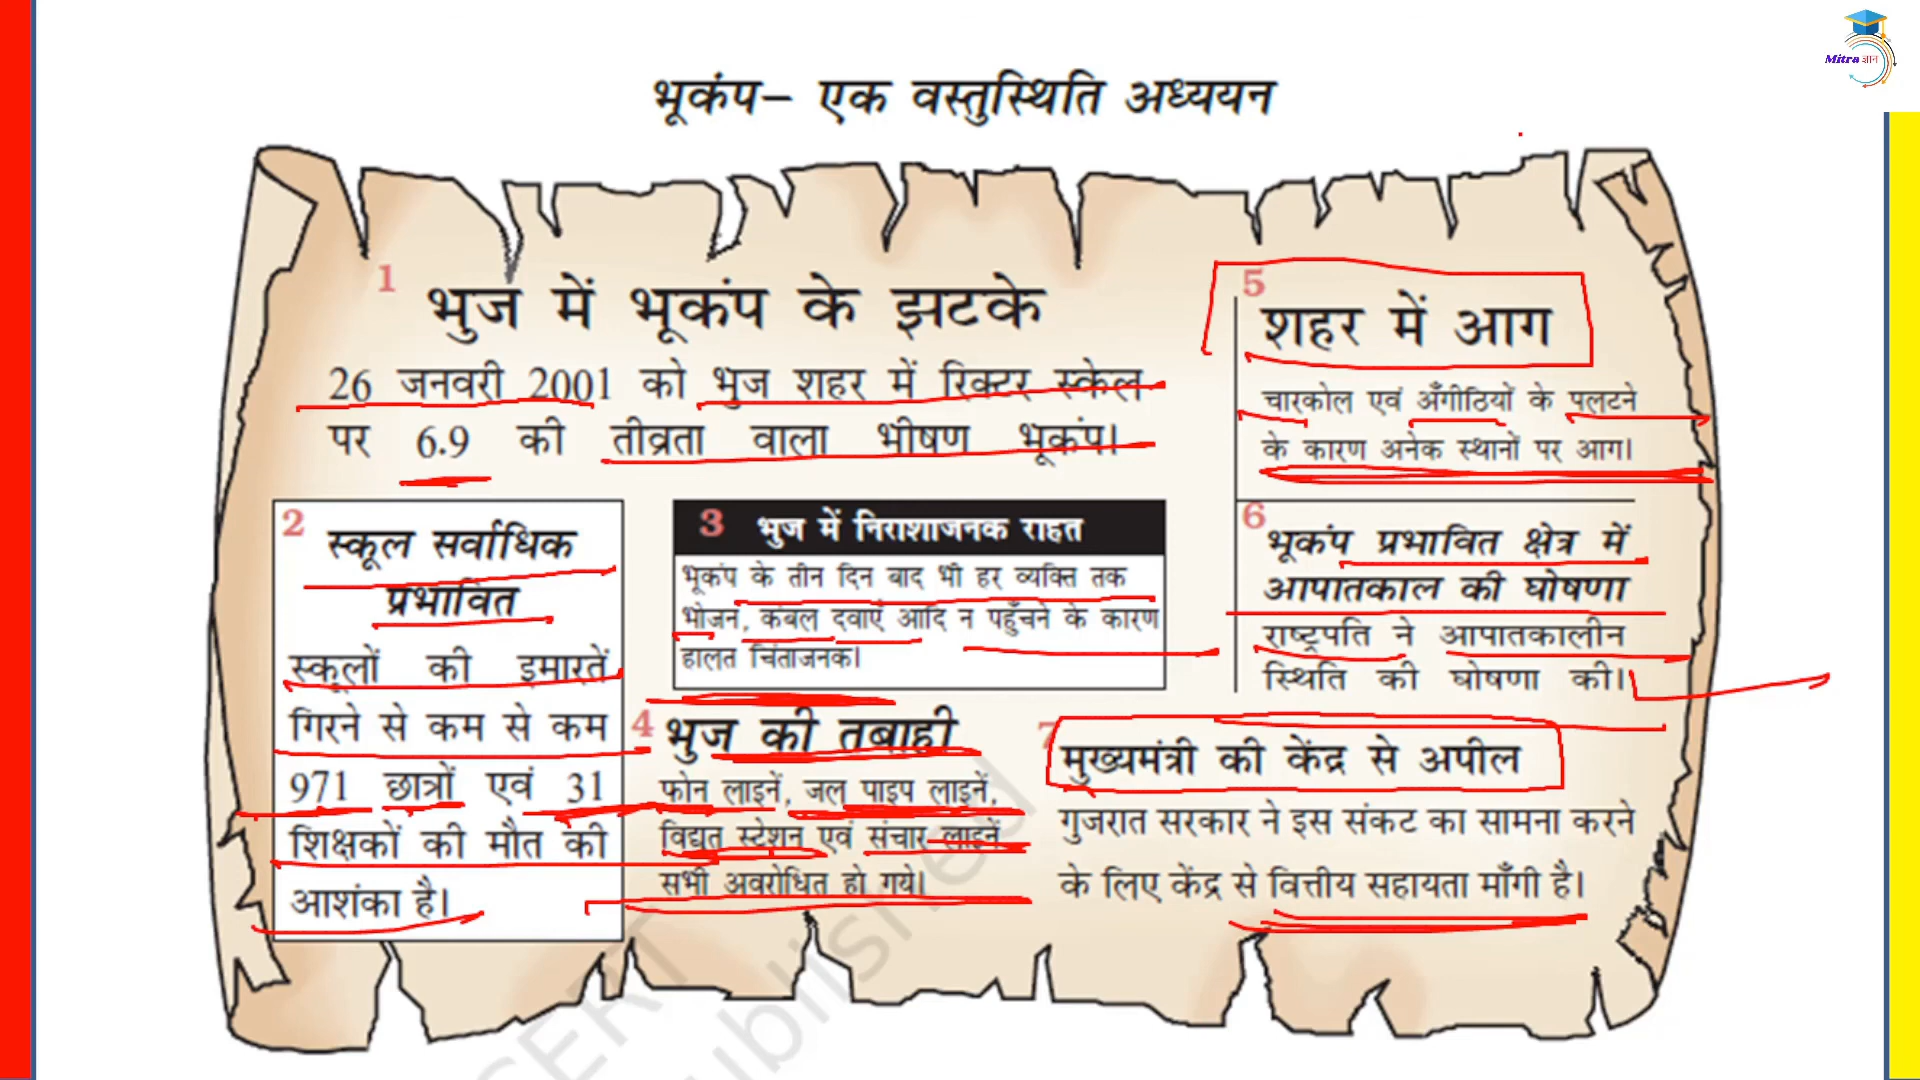 Mitra ज्ञान
भूकंप– एक वस्तुस्थिति अध्ययन
1
भुज में भूकंप के झटके
26 जनवरी 2001 को भुज शहर में रिक्टर स्केल
पर 6.9 की तीव्रता वाला भीषण भूकंप।
2
स्कूल सर्वाधिक
प्रभावित
स्कूलों की इमारतें
गिरने से कम से कम
971 छात्रों एवं 31
शिक्षकों की मौत की
आशंका है।
3 भुज में निराशाजनक राहत
भूकंप के तीन दिन बाद भी हर व्यक्ति तक
भोजन, कंबल दवाएं आदि न पहुँचने के कारण
हालत चिंताजनक।
4 भुज की तबाही
फोन लाइनें, जल पाइप लाइनें,
विद्यत स्टेशन एवं संचार लाइनें
सभी अवरोधित हो गये।
5
शहर में आग
चारकोल एवं अँगीठियों के पलटने
के कारण अनेक स्थानों पर आग।
6
भूकंप प्रभावित क्षेत्र में
आपातकाल की घोषणा
राष्ट्रपति ने आपातकालीन
स्थिति की घोषणा की।
7
मुख्यमंत्री की केंद्र से अपील
गुजरात सरकार ने इस संकट का सामना करने
के लिए केंद्र से वित्तीय सहायता माँगी है।